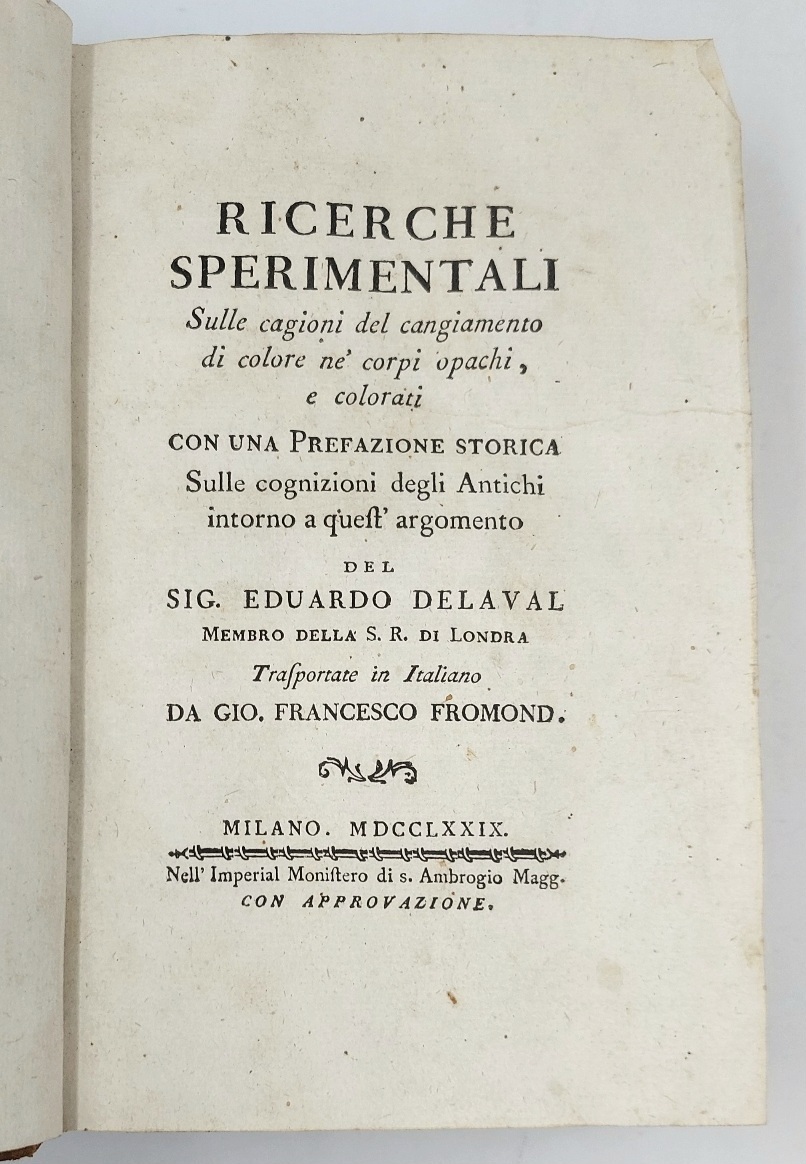 RICERCHE
SPERIMENTALI
Sulle cagioni del cangiamento
di colore ne' corpi opachi,
e colorati
CON UNA PREFAZIONE STORICA
Sulle cognizioni degli Antichi
intorno a queſt' argomento
DEL
SIG. EDUARDO DELAVAL
MEMBRO DELLA S. R. DI LONDRA
Traſportate in Italiano
DA GIO. FRANCESCO FROMOND.
MILANO. MDCCLXXIX.
Nell' Imperial Moniſtero di s. Ambrogio Magg.
CON APPROVAZIONE.